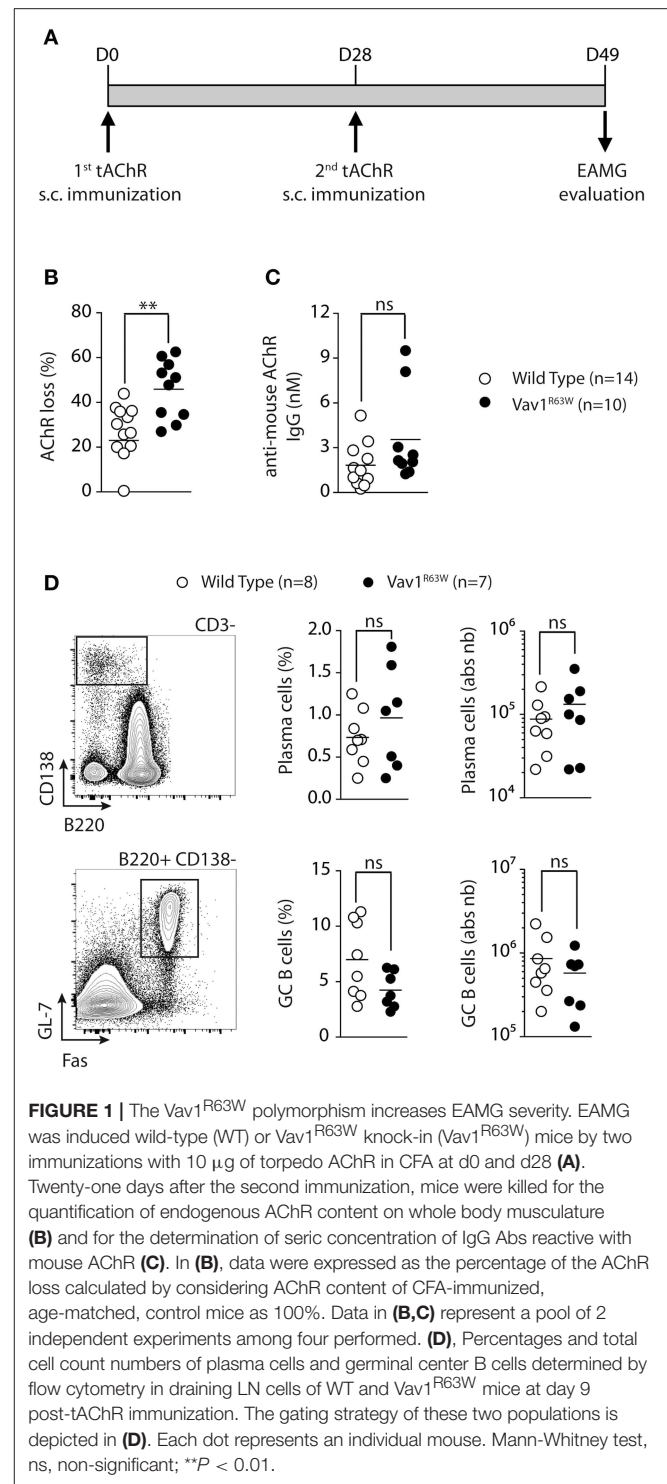 A
D0 D28 D49
1st tAChR
s.c. immunization
2nd tAChR
s.c. immunization
EAMG
evaluation
B
AChR loss (%)
80
60
40
20
0
**
C
anti-mouse AChR
IgG (nM)
12
9
6
3
0
ns
Wild Type (n=14)
Vav1R63W (n=10)
D
Wild Type (n=8) Vav1R63W (n=7)
CD3-
CD138
B220
Plasma cells (%)
2.0
1.5
1.0
0.5
0.0
ns
Plasma cells (abs nb)
10^6
10^5
10^4
ns
B220+ CD138-
GL-7
Fas
GC B cells (%)
15
10
5
0
ns
GC B cells (abs nb)
10^7
10^6
10^5
ns
FIGURE 1 | The Vav1R63W polymorphism increases EAMG severity. EAMG
was induced wild-type (WT) or Vav1R63W knock-in (Vav1R63W) mice by two
immunizations with 10 μg of torpedo AChR in CFA at d0 and d28 (A).
Twenty-one days after the second immunization, mice were killed for the
quantification of endogenous AChR content on whole body musculature
(B) and for the determination of seric concentration of IgG Abs reactive with
mouse AChR (C). In (B), data were expressed as the percentage of the AChR
loss calculated by considering AChR content of CFA-immunized,
age-matched, control mice as 100%. Data in (B,C) represent a pool of 2
independent experiments among four performed. (D), Percentages and total
cell count numbers of plasma cells and germinal center B cells determined by
flow cytometry in draining LN cells of WT and Vav1R63W mice at day 9
post-tAChR immunization. The gating strategy of these two populations is
depicted in (D). Each dot represents an individual mouse. Mann-Whitney test,
ns, non-significant; **P < 0.01.